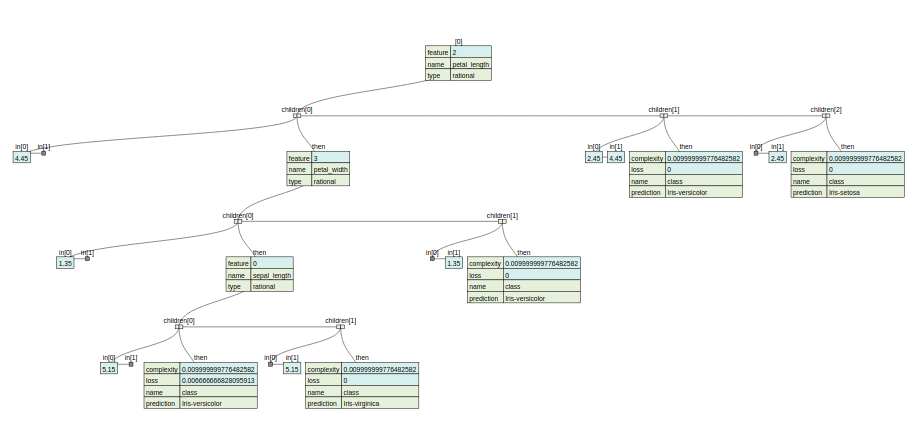 [0]
feature 2
name petal_length
type rational
children[0] children[1] children[2]
in[0] in[1] then in[0] in[1] then in[0] in[1] then
4.45 2.45 4.45 2.45
feature 3
name petal_width
type rational
complexity 0.009999999776482582
loss 0
name class
prediction Iris-versicolor
complexity 0.009999999776482582
loss 0
name class
prediction Iris-setosa
children[0] children[1]
in[0] in[1] then in[0] in[1] then
1.35 1.35
feature 0
name sepal_length
type rational
complexity 0.009999999776482582
loss 0
name class
prediction Iris-versicolor
children[0] children[1]
in[0] in[1] then in[0] in[1] then
5.15 5.15
complexity 0.009999999776482582
loss 0.006666666828095913
name class
prediction Iris-versicolor
complexity 0.009999999776482582
loss 0
name class
prediction Iris-virginica